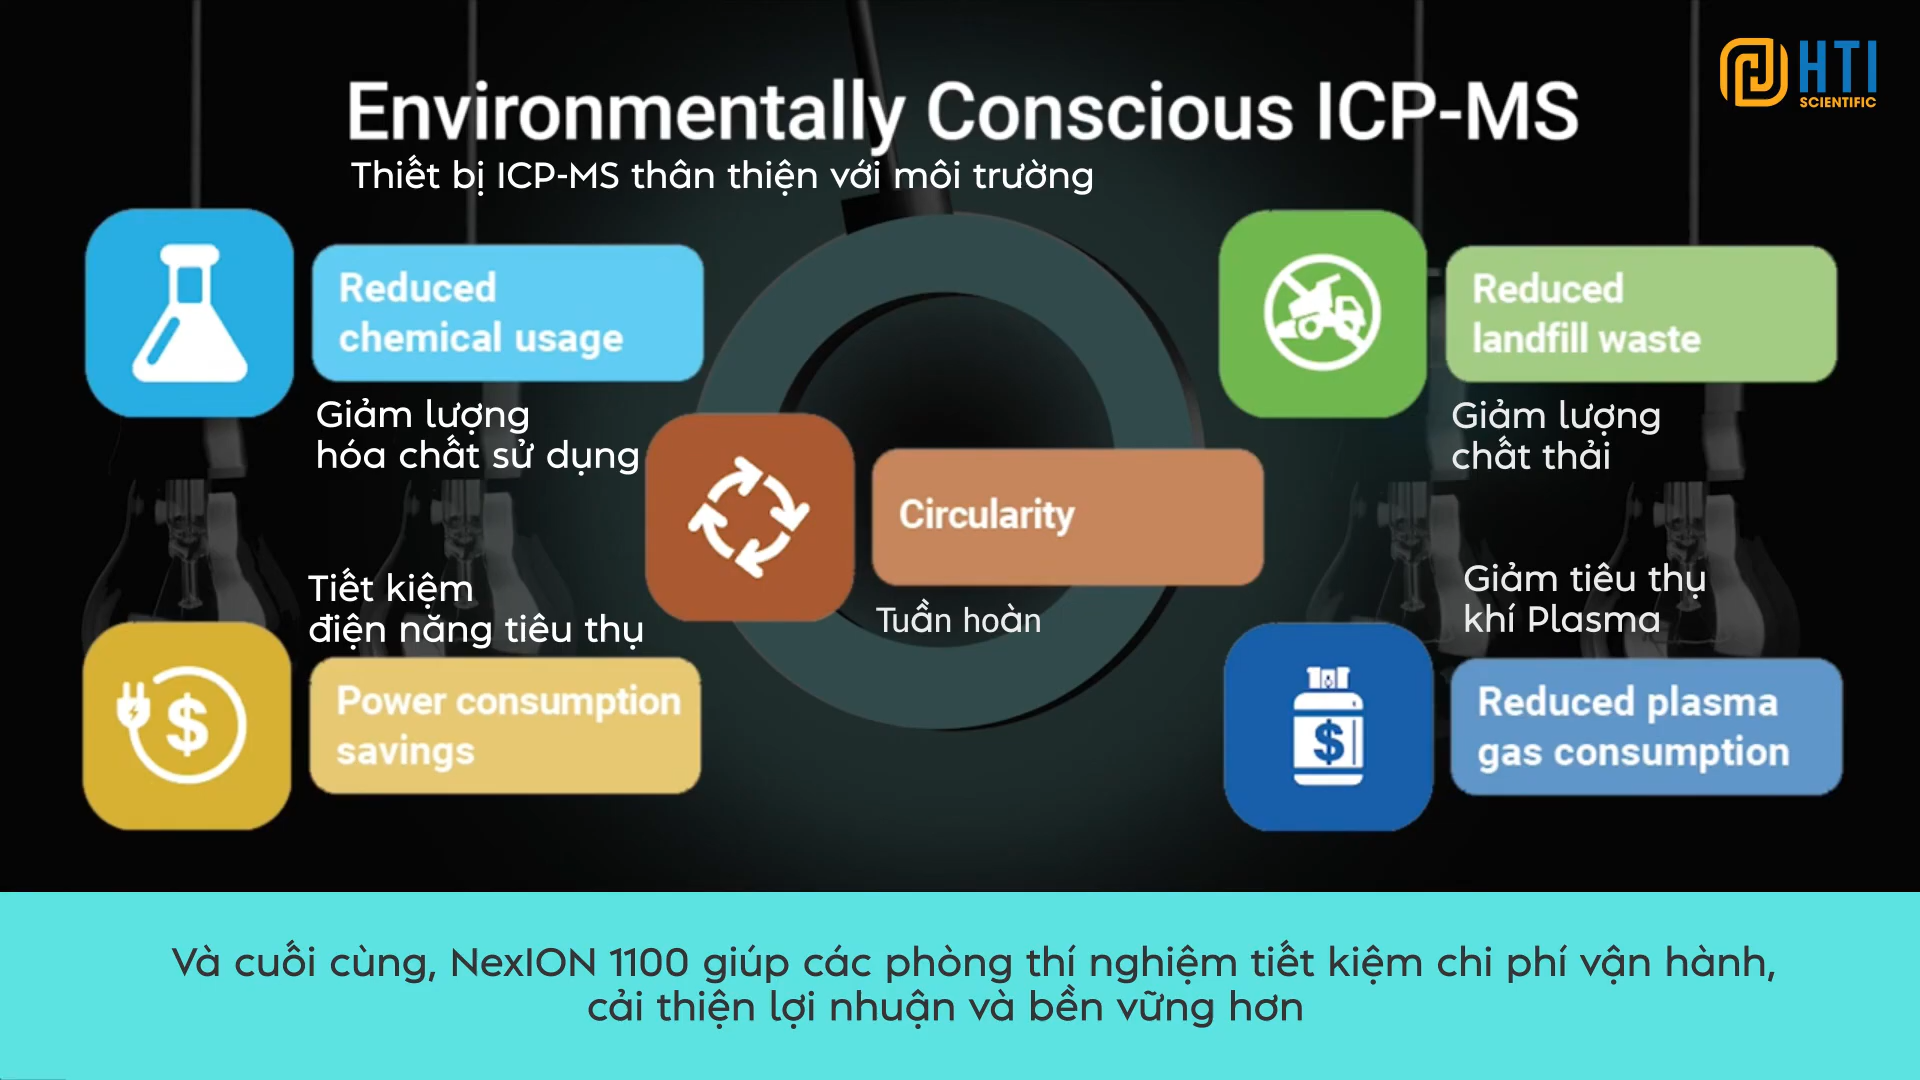 HTI
SCIENTIFIC
Environmentally Conscious ICP-MS
Thiết bị ICP-MS thân thiện với môi trường
Reduced
chemical usage
Giảm lượng
hóa chất sử dụng
Reduced
landfill waste
Giảm lượng
chất thải
Circularity
Tuần hoàn
Tiết kiệm
điện năng tiêu thụ
$
Power consumption
savings
Giảm tiêu thụ
khí Plasma
$
Reduced plasma
gas consumption
Và cuối cùng, NexION 1100 giúp các phòng thí nghiệm tiết kiệm chi phí vận hành,
cải thiện lợi nhuận và bền vững hơn